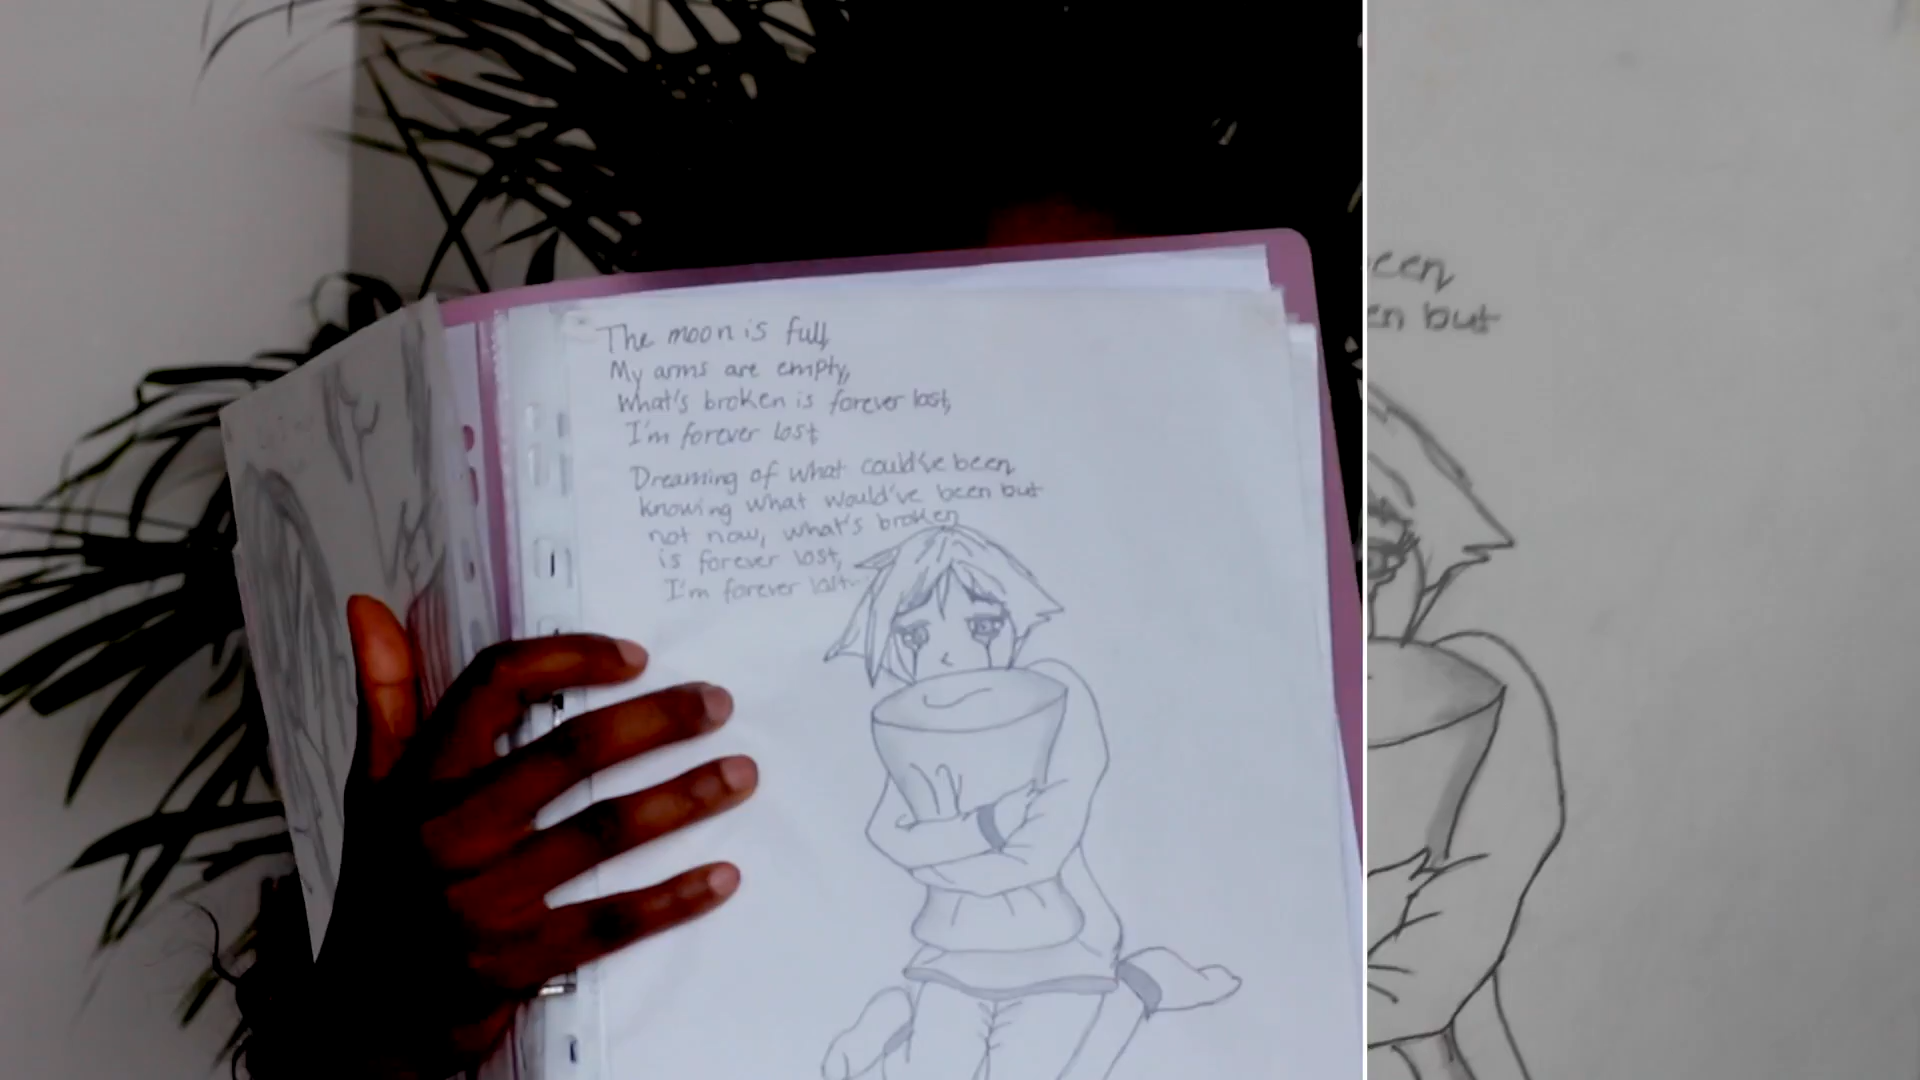 The moon is full,
My arms are empty,
What's broken is forever lost,
I'm forever lost
Dreaming of what could've been,
knowing what would've been but
not now, what's broken
is forever lost,
I'm forever lost
een
en but